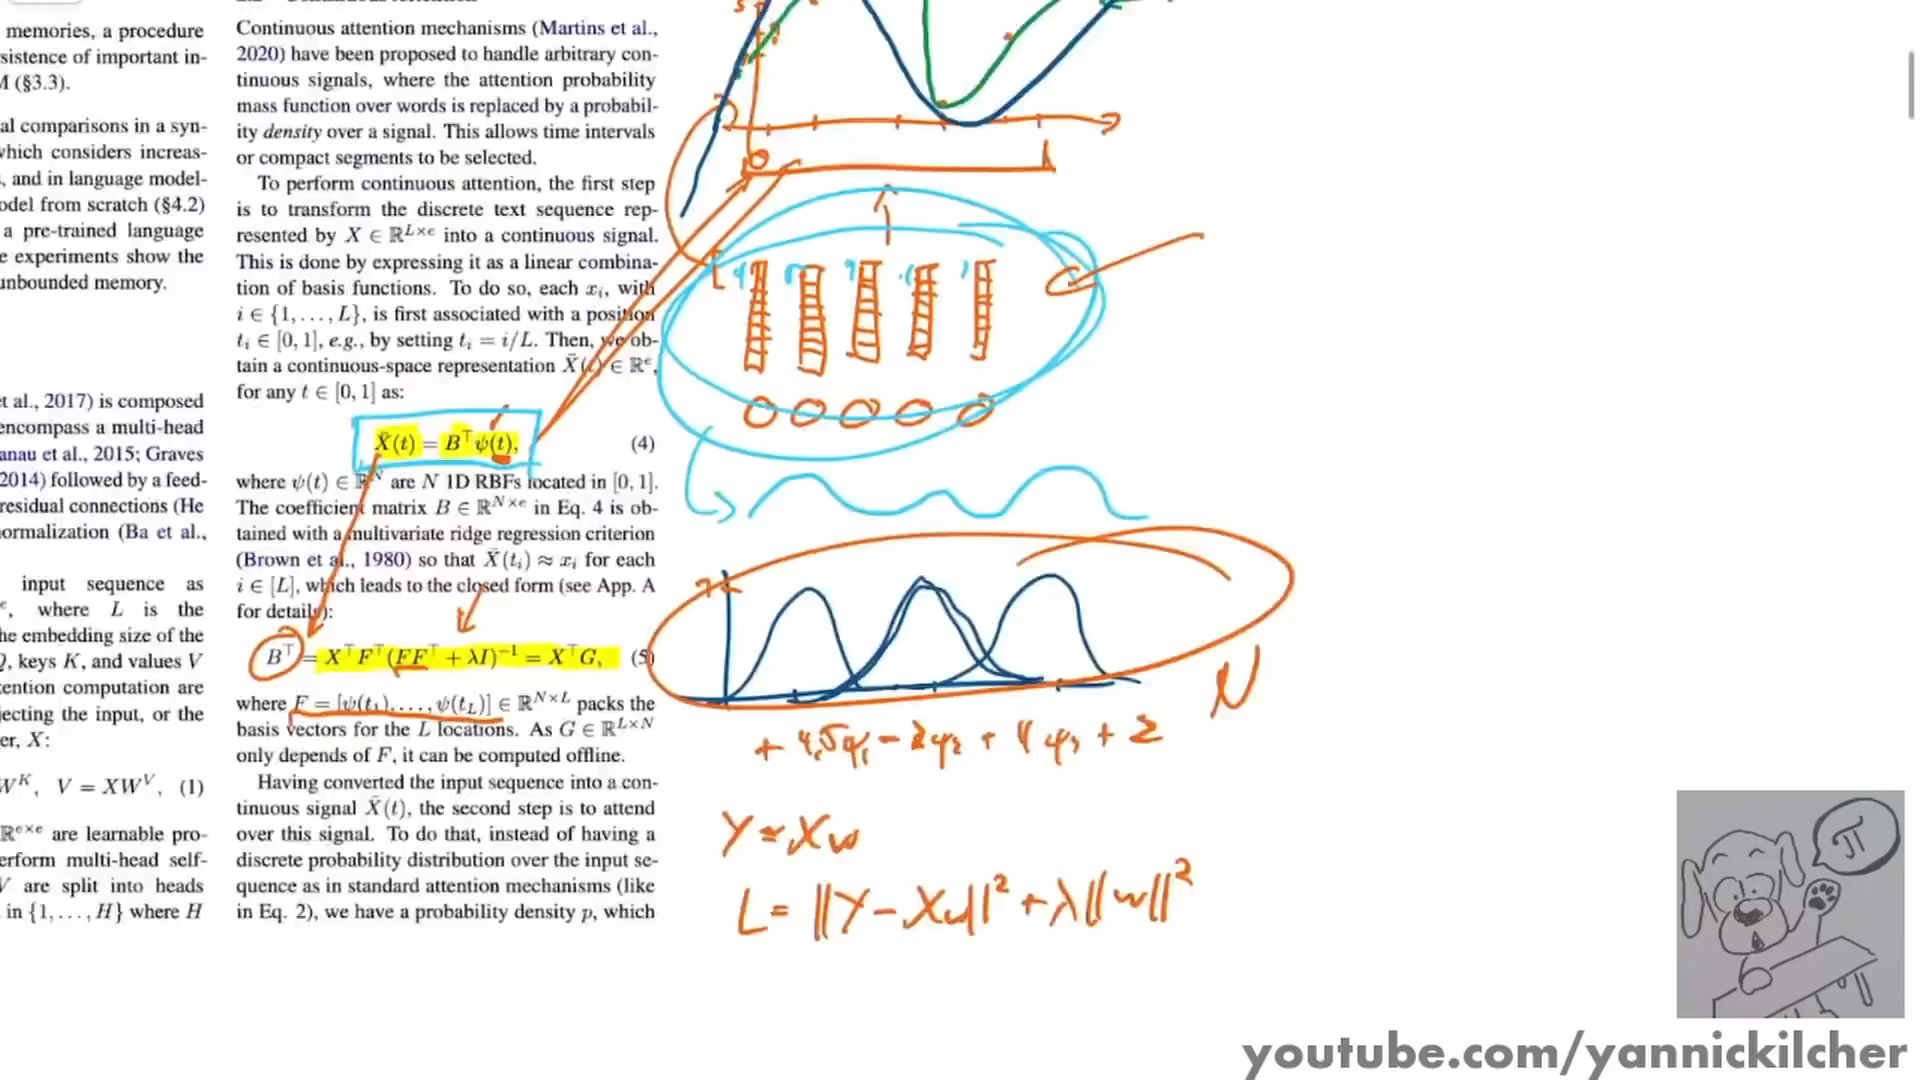 memories, a procedure
sistence of important in-
M (§3.3).
al comparisons in a syn-
which considers increas-
, and in language model-
odel from scratch (§4.2)
a pre-trained language
e experiments show the
unbounded memory.
et al., 2017) is composed
encompass a multi-head
anau et al., 2015; Graves
2014) followed by a feed-
residual connections (He
normalization (Ba et al.,
input sequence as
, where L is the
he embedding size of the
Q, keys K, and values V
tention computation are
jecting the input, or the
er, X:
W^K, V = XW^V, (1)
ℝ^{e×e} are learnable pro-
erform multi-head self-
V are split into heads
in {1, . . . , H} where H
Continuous attention mechanisms (Martins et al.,
2020) have been proposed to handle arbitrary con-
tinuous signals, where the attention probability
mass function over words is replaced by a probabil-
ity density over a signal. This allows time intervals
or compact segments to be selected.
To perform continuous attention, the first step
is to transform the discrete text sequence rep-
resented by X ∈ ℝ^{L×e} into a continuous signal.
This is done by expressing it as a linear combina-
tion of basis functions. To do so, each x_i, with
i ∈ {1, . . . , L}, is first associated with a position
t_i ∈ [0, 1], e.g., by setting t_i = i/L. Then, we ob-
tain a continuous-space representation X̄(t) ∈ ℝ^e,
for any t ∈ [0, 1] as:
X̄(t) = B^⊤ψ(t), (4)
where ψ(t) ∈ ℝ^N are N 1D RBFs located in [0, 1].
The coefficient matrix B ∈ ℝ^{N×e} in Eq. 4 is ob-
tained with a multivariate ridge regression criterion
(Brown et al., 1980) so that X̄(t_i) ≈ x_i for each
i ∈ [L], which leads to the closed form (see App. A
for details):
B^⊤ = X^⊤F^⊤(FF^⊤ + λI)^{−1} = X^⊤G, (5)
where F = [ψ(t_1), . . . , ψ(t_L)] ∈ ℝ^{N×L} packs the
basis vectors for the L locations. As G ∈ ℝ^{L×N}
only depends of F, it can be computed offline.
Having converted the input sequence into a con-
tinuous signal X̄(t), the second step is to attend
over this signal. To do that, instead of having a
discrete probability distribution over the input se-
quence as in standard attention mechanisms (like
in Eq. 2), we have a probability density p, which
0 1
N
+ 4,5ψ_1 − 2ψ_2 + 4ψ_3 + 2
Y ≈ Xw
L = ||Y − Xw||^2 + λ||w||^2
π
youtube.com/yannickilcher